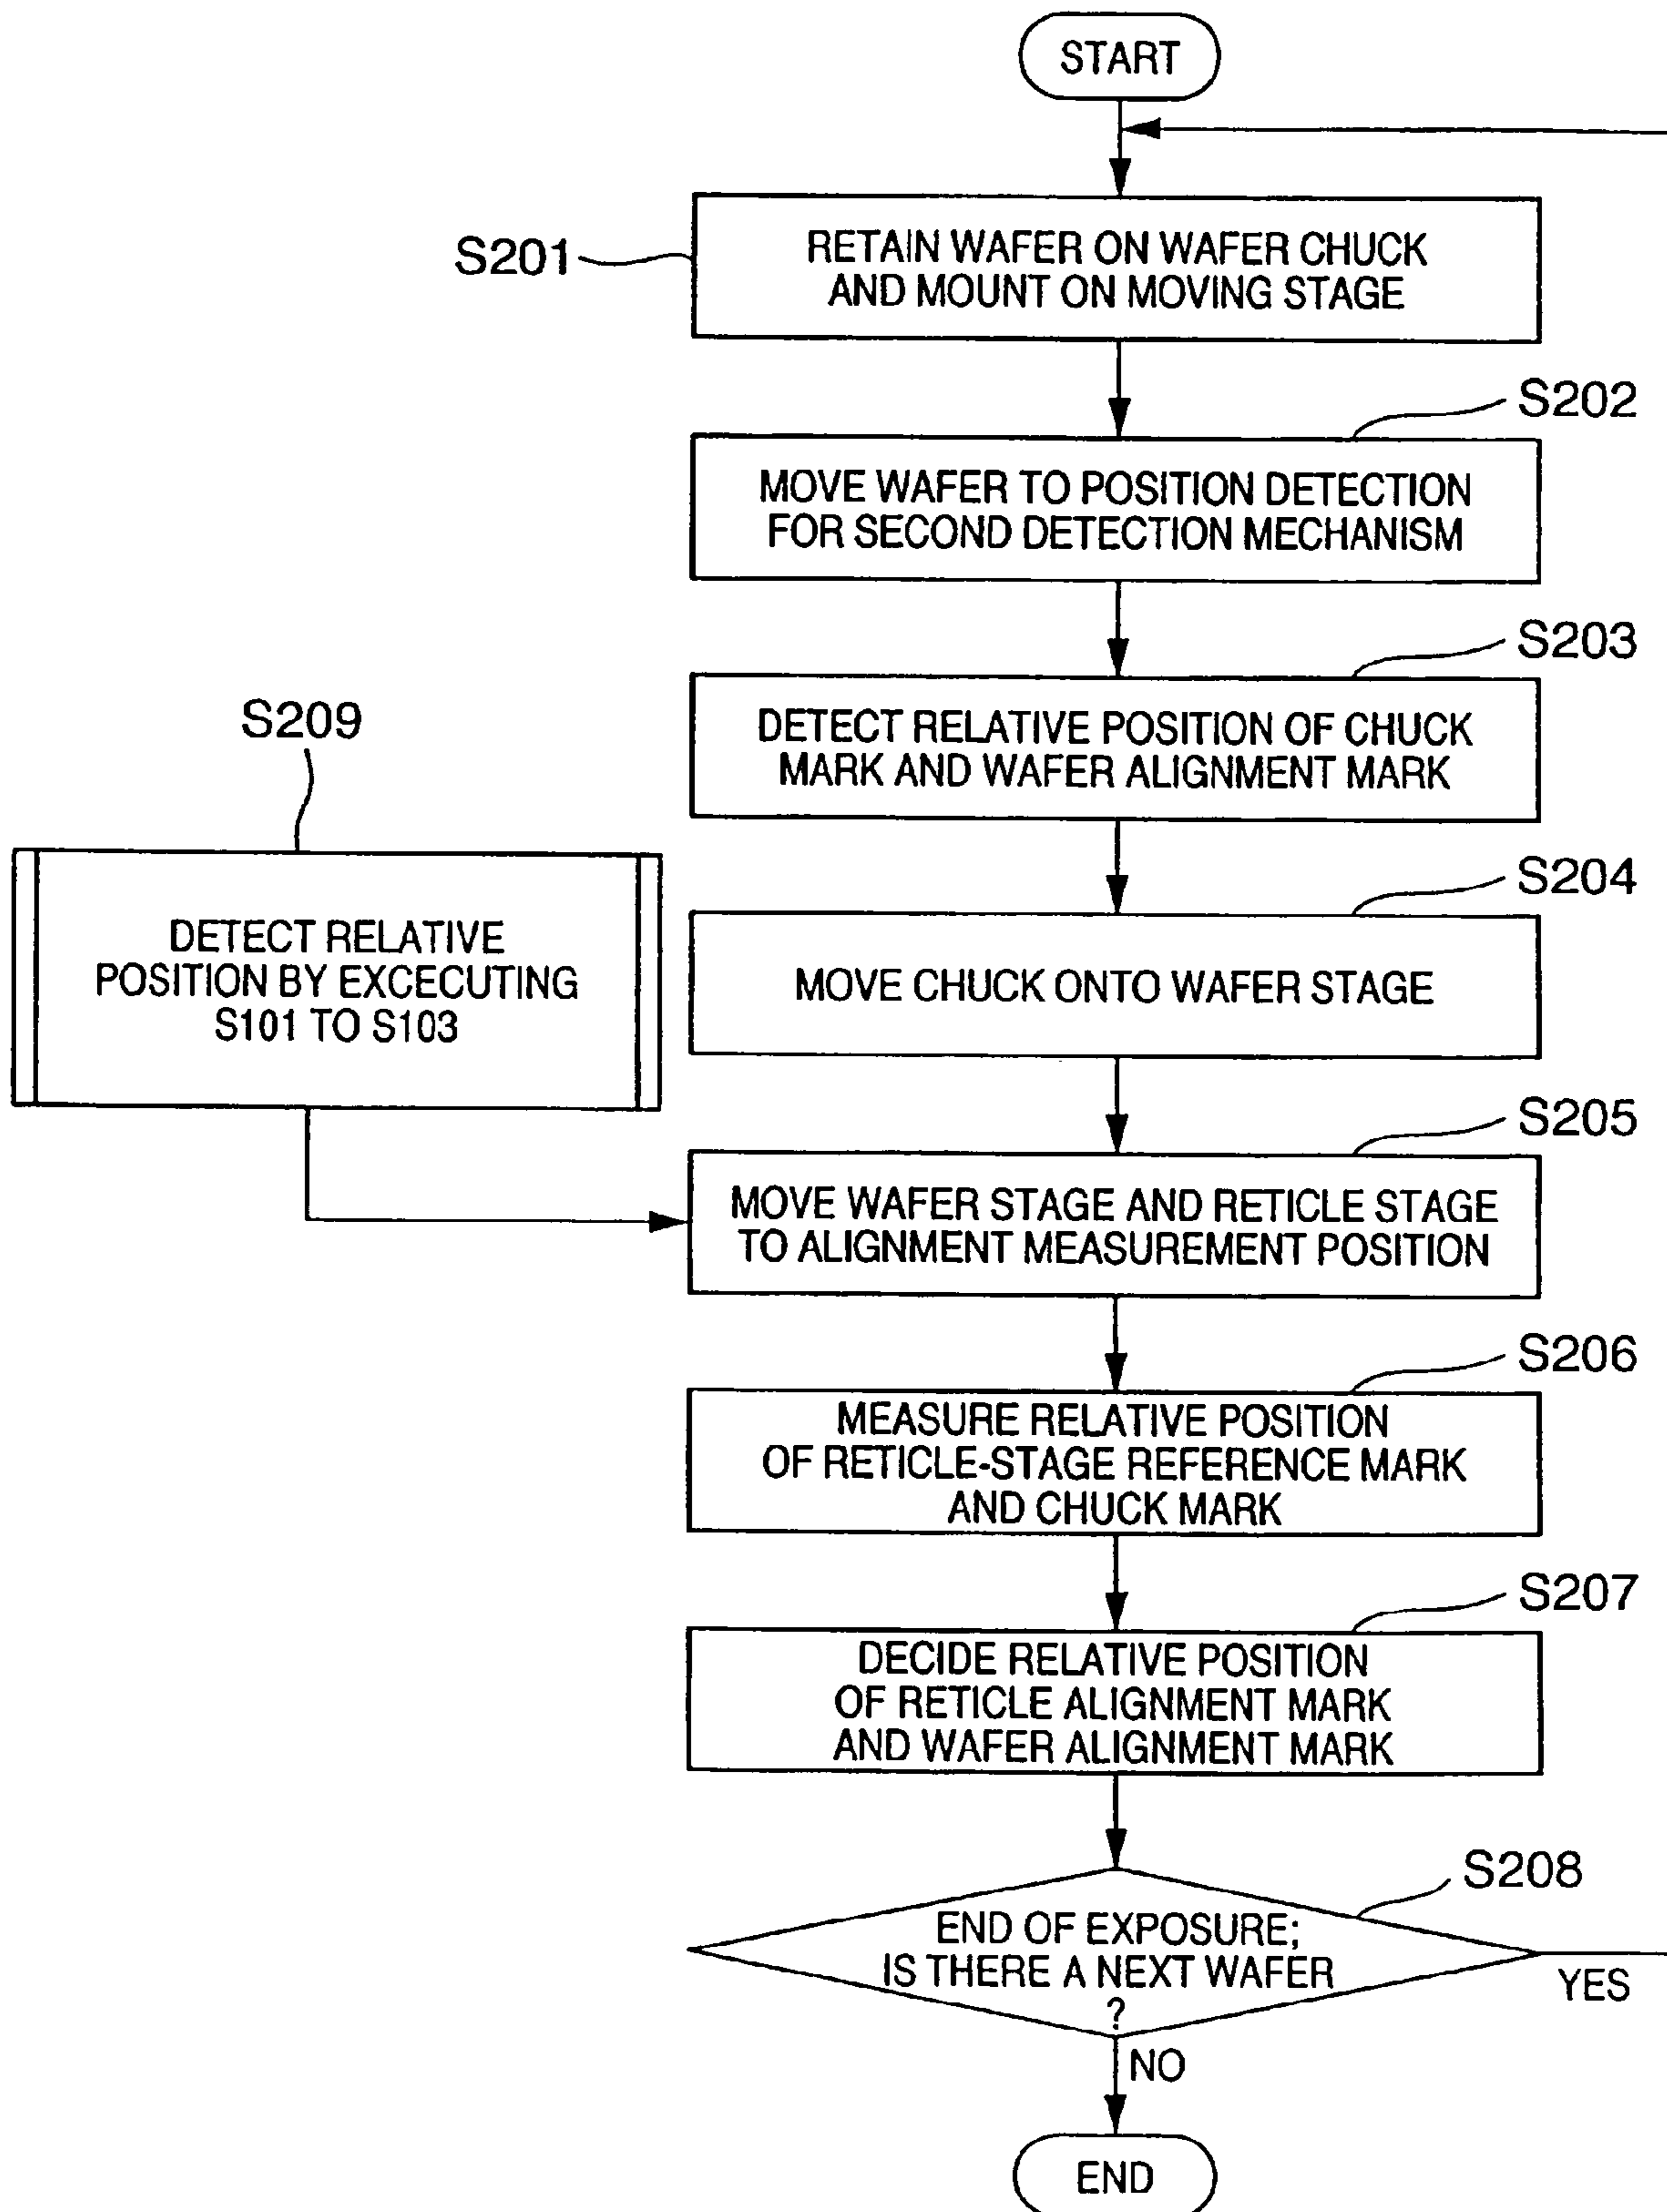 START
S201
RETAIN WAFER ON WAFER CHUCK
AND MOUNT ON MOVING STAGE
S202
MOVE WAFER TO POSITION DETECTION
FOR SECOND DETECTION MECHANISM
S203
DETECT RELATIVE POSITION OF CHUCK
MARK AND WAFER ALIGNMENT MARK
S209
DETECT RELATIVE
POSITION BY EXCECUTING
S101 TO S103
S204
MOVE CHUCK ONTO WAFER STAGE
S205
MOVE WAFER STAGE AND RETICLE STAGE
TO ALIGNMENT MEASUREMENT POSITION
S206
MEASURE RELATIVE POSITION
OF RETICLE-STAGE REFERENCE MARK
AND CHUCK MARK
S207
DECIDE RELATIVE POSITION
OF RETICLE ALIGNMENT MARK
AND WAFER ALIGNMENT MARK
S208
END OF EXPOSURE;
IS THERE A NEXT WAFER
?
YES
NO
END